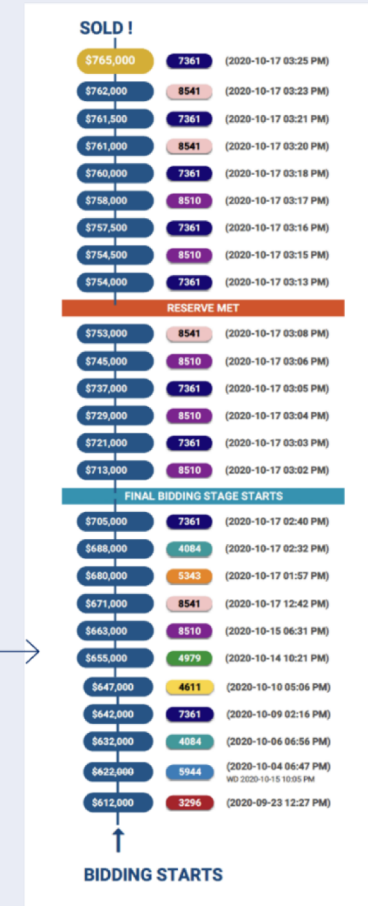 SOLD !
$765,000 7361 (2020-10-17 03:25 PM)
$762,000 8541 (2020-10-17 03:23 PM)
$761,500 7361 (2020-10-17 03:21 PM)
$761,000 8541 (2020-10-17 03:20 PM)
$760,000 7361 (2020-10-17 03:18 PM)
$758,000 8510 (2020-10-17 03:17 PM)
$757,500 7361 (2020-10-17 03:16 PM)
$754,500 8510 (2020-10-17 03:15 PM)
$754,000 7361 (2020-10-17 03:13 PM)
RESERVE MET
$753,000 8541 (2020-10-17 03:08 PM)
$745,000 8510 (2020-10-17 03:06 PM)
$737,000 7361 (2020-10-17 03:05 PM)
$729,000 8510 (2020-10-17 03:04 PM)
$721,000 7361 (2020-10-17 03:03 PM)
$713,000 8510 (2020-10-17 03:02 PM)
FINAL BIDDING STAGE STARTS
$705,000 7361 (2020-10-17 02:40 PM)
$688,000 4084 (2020-10-17 02:32 PM)
$680,000 5343 (2020-10-17 01:57 PM)
$671,000 8541 (2020-10-17 12:42 PM)
$663,000 8510 (2020-10-15 06:31 PM)
$655,000 4979 (2020-10-14 10:21 PM)
$647,000 4611 (2020-10-10 05:06 PM)
$642,000 7361 (2020-10-09 02:16 PM)
$632,000 4084 (2020-10-06 06:56 PM)
$622,000 5944 (2020-10-04 06:47 PM)
WD 2020-10-15 10:05 PM
$612,000 3296 (2020-09-23 12:27 PM)
BIDDING STARTS